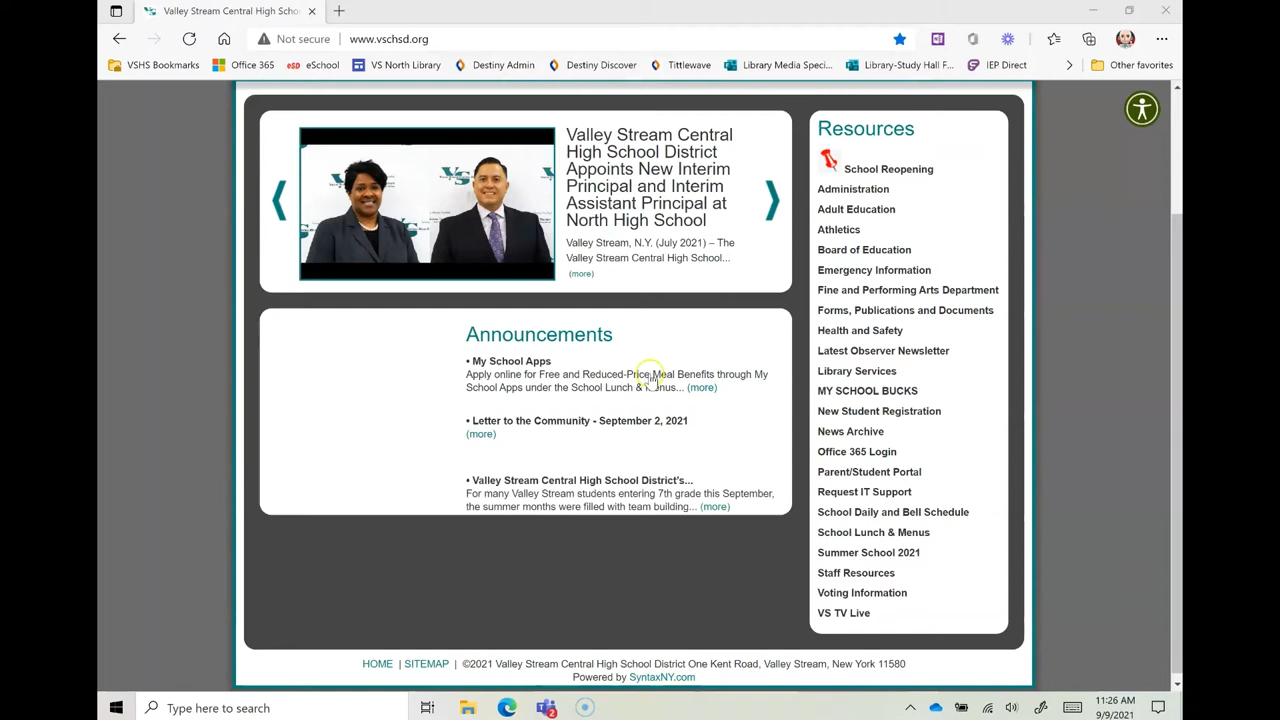 Valley Stream Central High Scho
Not secure www.vschsd.org
VSHS Bookmarks Office 365 esd eSchool VS North Library Destiny Admin Destiny Discover Tittlewave Library Media Speci... Library-Study Hall F... IEP Direct Other favorites
Valley Stream Central
High School District
Appoints New Interim
Principal and Interim
Assistant Principal at
North High School
Valley Stream, N.Y. (July 2021) – The
Valley Stream Central High School...
(more)
Announcements
• My School Apps
Apply online for Free and Reduced-Price Meal Benefits through My
School Apps under the School Lunch & Menus... (more)
• Letter to the Community - September 2, 2021
(more)
• Valley Stream Central High School District's...
For many Valley Stream students entering 7th grade this September,
the summer months were filled with team building... (more)
Resources
School Reopening
Administration
Adult Education
Athletics
Board of Education
Emergency Information
Fine and Performing Arts Department
Forms, Publications and Documents
Health and Safety
Latest Observer Newsletter
Library Services
MY SCHOOL BUCKS
New Student Registration
News Archive
Office 365 Login
Parent/Student Portal
Request IT Support
School Daily and Bell Schedule
School Lunch & Menus
Summer School 2021
Staff Resources
Voting Information
VS TV Live
HOME | SITEMAP | ©2021 Valley Stream Central High School District One Kent Road, Valley Stream, New York 11580
Powered by SyntaxNY.com
Type here to search
2
11:26 AM
9/9/2021